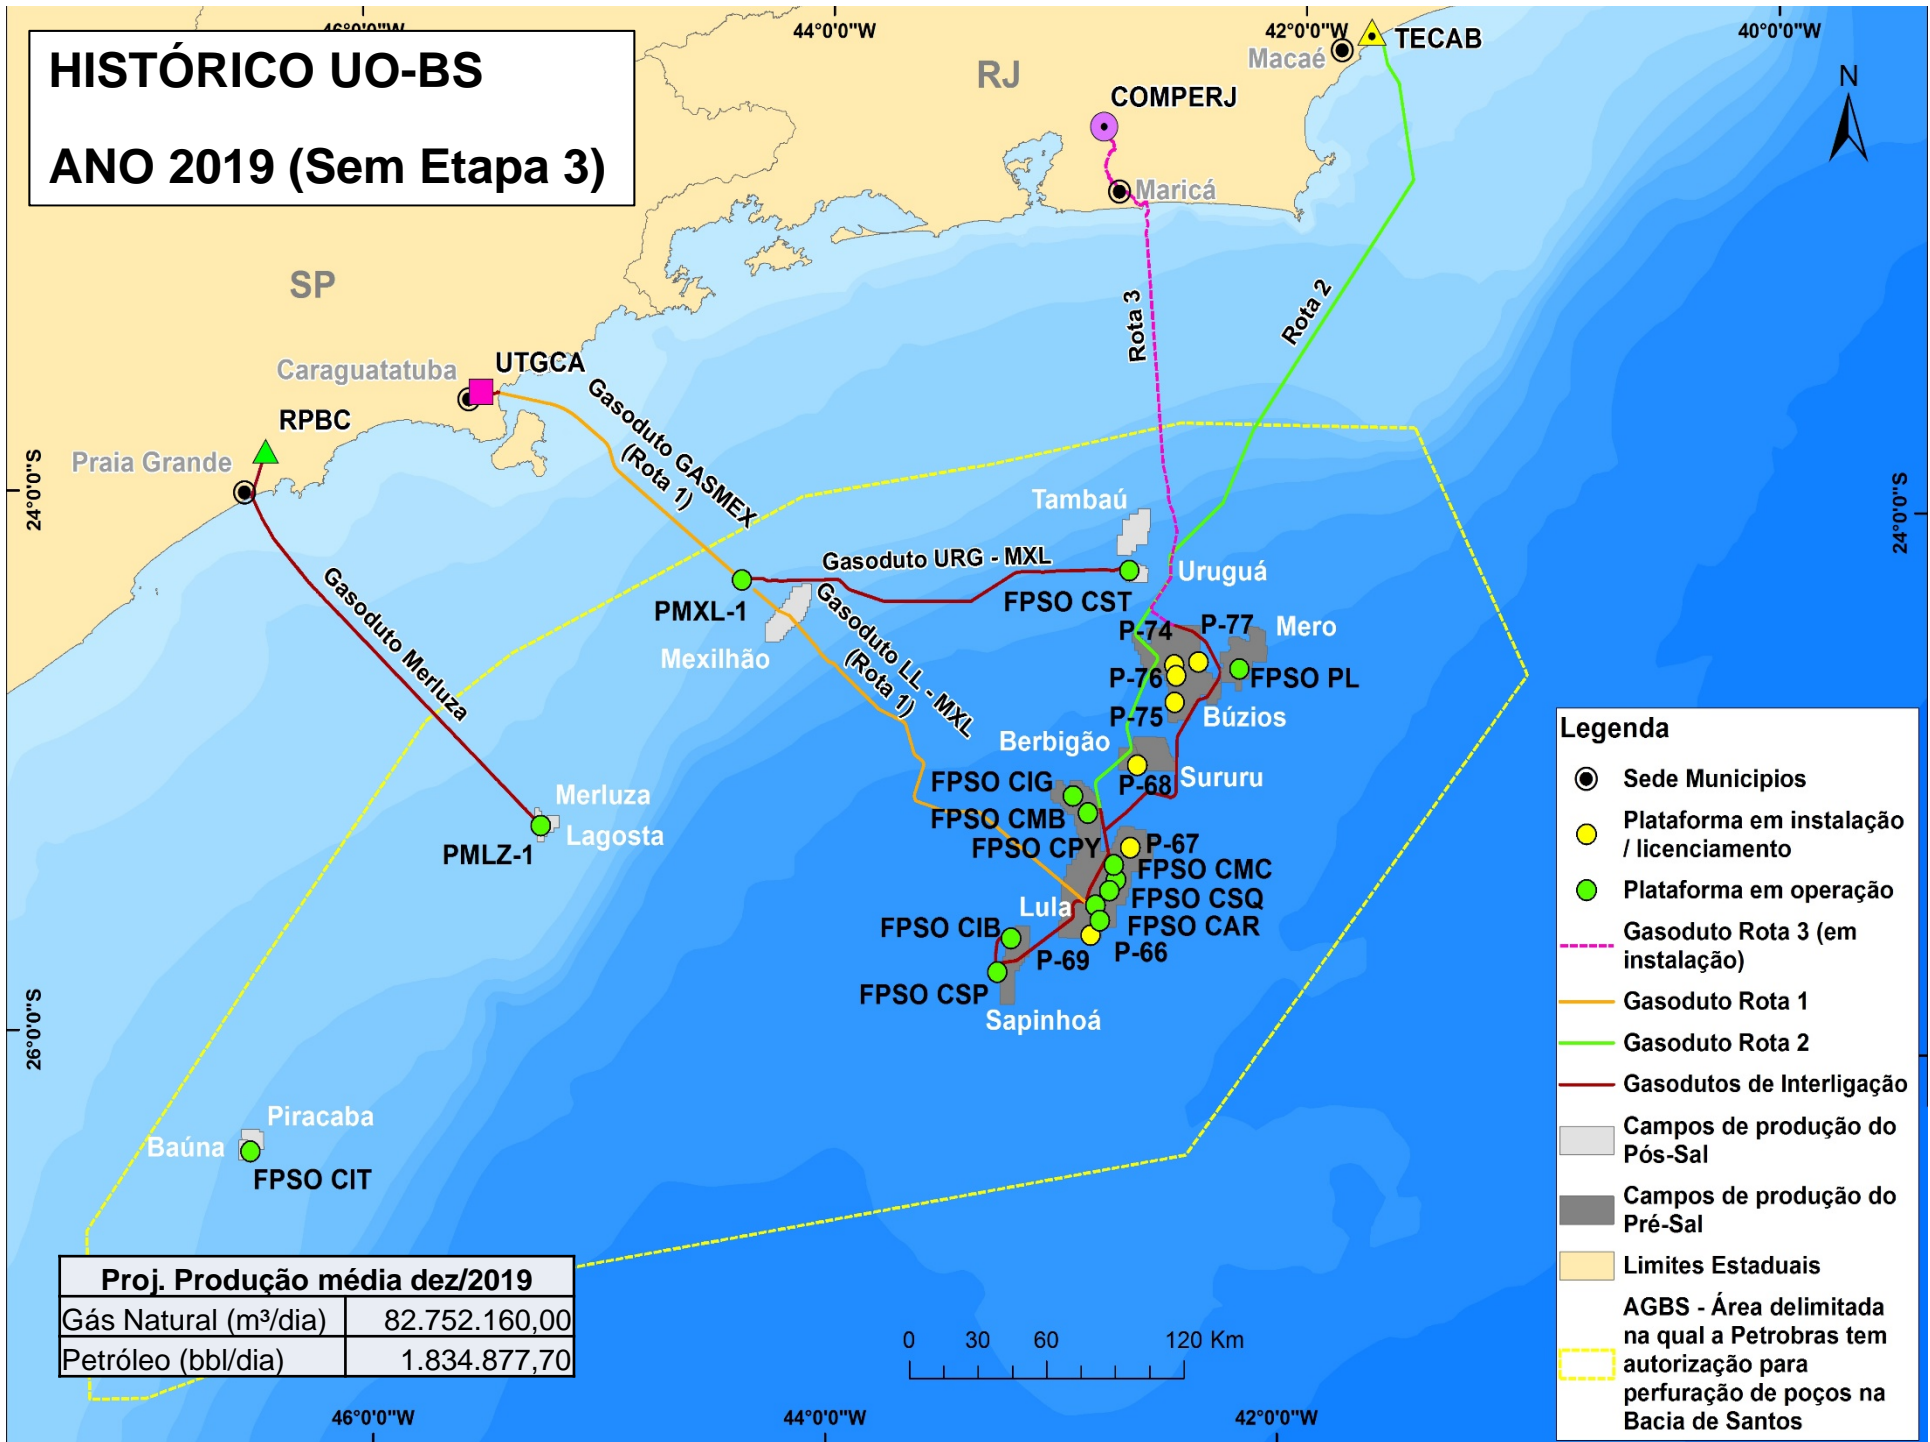 46°0'0"W
44°0'0"W
42°0'0"W
40°0'0"W
HISTÓRICO UO-BS
ANO 2019 (Sem Etapa 3)
RJ
Macaé
TECAB
COMPERJ
N
Maricá
SP
Rota 3
Rota 2
Caraguatatuba
UTGCA
RPBC
Gasoduto GASMEX
(Rota 1)
Praia Grande
24°0'0"S
24°0'0"S
Tambaú
Gasoduto URG - MXL
Uruguá
FPSO CST
PMXL-1
Gasoduto Merluza
Gasoduto LL - MXL
(Rota 1)
Mexilhão
P-74
P-77
Mero
P-76
FPSO PL
P-75
Búzios
Berbigão
P-68
Sururu
FPSO CIG
FPSO CMB
FPSO CPY
P-67
FPSO CMC
FPSO CSQ
Lula
FPSO CAR
FPSO CIB
P-69
P-66
FPSO CSP
Sapinhoá
Merluza
Lagosta
PMLZ-1
26°0'0"S
Piracaba
Baúna
FPSO CIT
Proj. Produção média dez/2019
Gás Natural (m³/dia) 82.752.160,00
Petróleo (bbl/dia) 1.834.877,70
0 30 60 120 Km
46°0'0"W
44°0'0"W
42°0'0"W
Legenda
Sede Municipios
Plataforma em instalação
/ licenciamento
Plataforma em operação
Gasoduto Rota 3 (em
instalação)
Gasoduto Rota 1
Gasoduto Rota 2
Gasodutos de Interligação
Campos de produção do
Pós-Sal
Campos de produção do
Pré-Sal
Limites Estaduais
AGBS - Área delimitada
na qual a Petrobras tem
autorização para
perfuração de poços na
Bacia de Santos